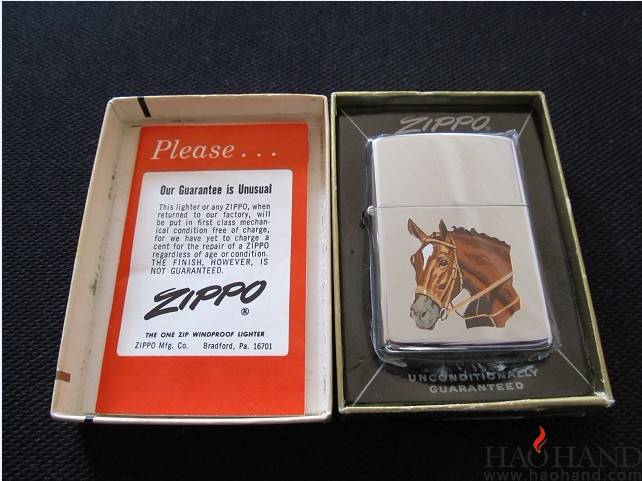 Please . . .
Our Guarantee is Unusual
This lighter or any ZIPPO, when
returned to our factory, will
be put in first class mechan-
ical condition free of charge,
for we have yet to charge a
cent for the repair of a ZIPPO
regardless of age or condition.
THE FINISH, HOWEVER, IS
NOT GUARANTEED.
ZIPPO®
THE ONE ZIP WINDPROOF LIGHTER
ZIPPO Mfg. Co. Bradford, Pa. 16701
ZIPPO
UNCONDITIONALLY
GUARANTEED
HAOHAND
www.haohand.com